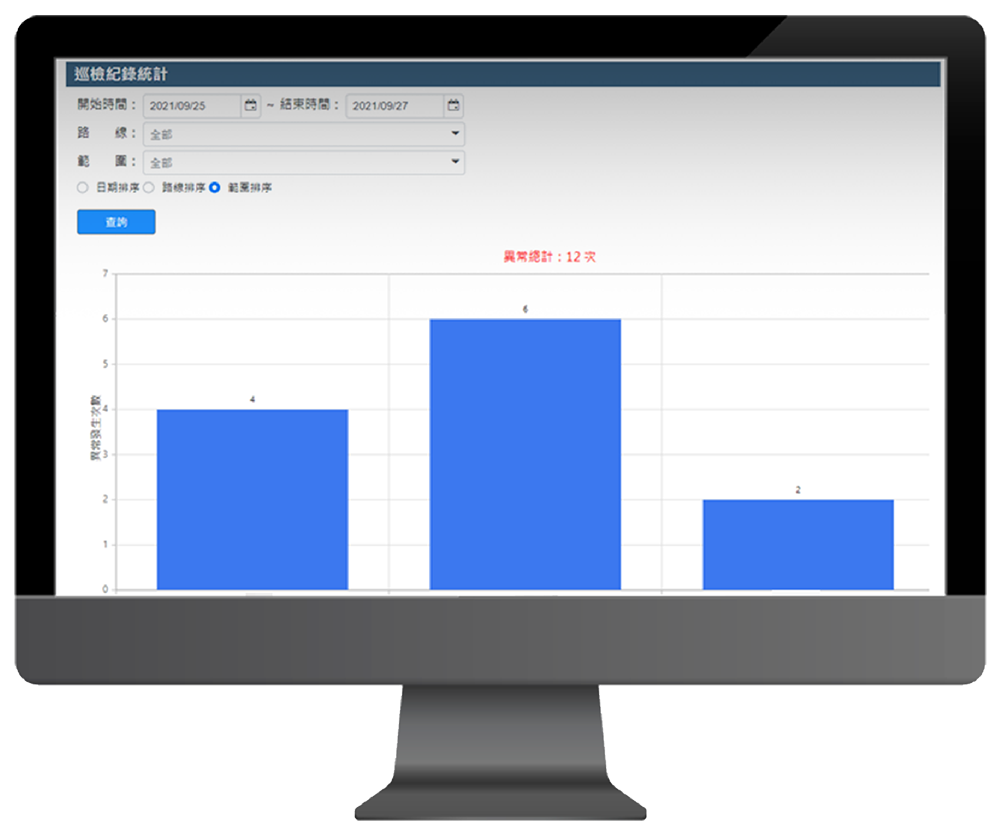 巡檢紀錄統計
開始時間： 2021/09/25 ~ 結束時間： 2021/09/27
路 線： 全部
範 圍： 全部
日期排序 路線排序 範圍排序
查詢
異常總計：12 次
異常發生次數
7
6
5
4
3
2
1
0
4
6
2